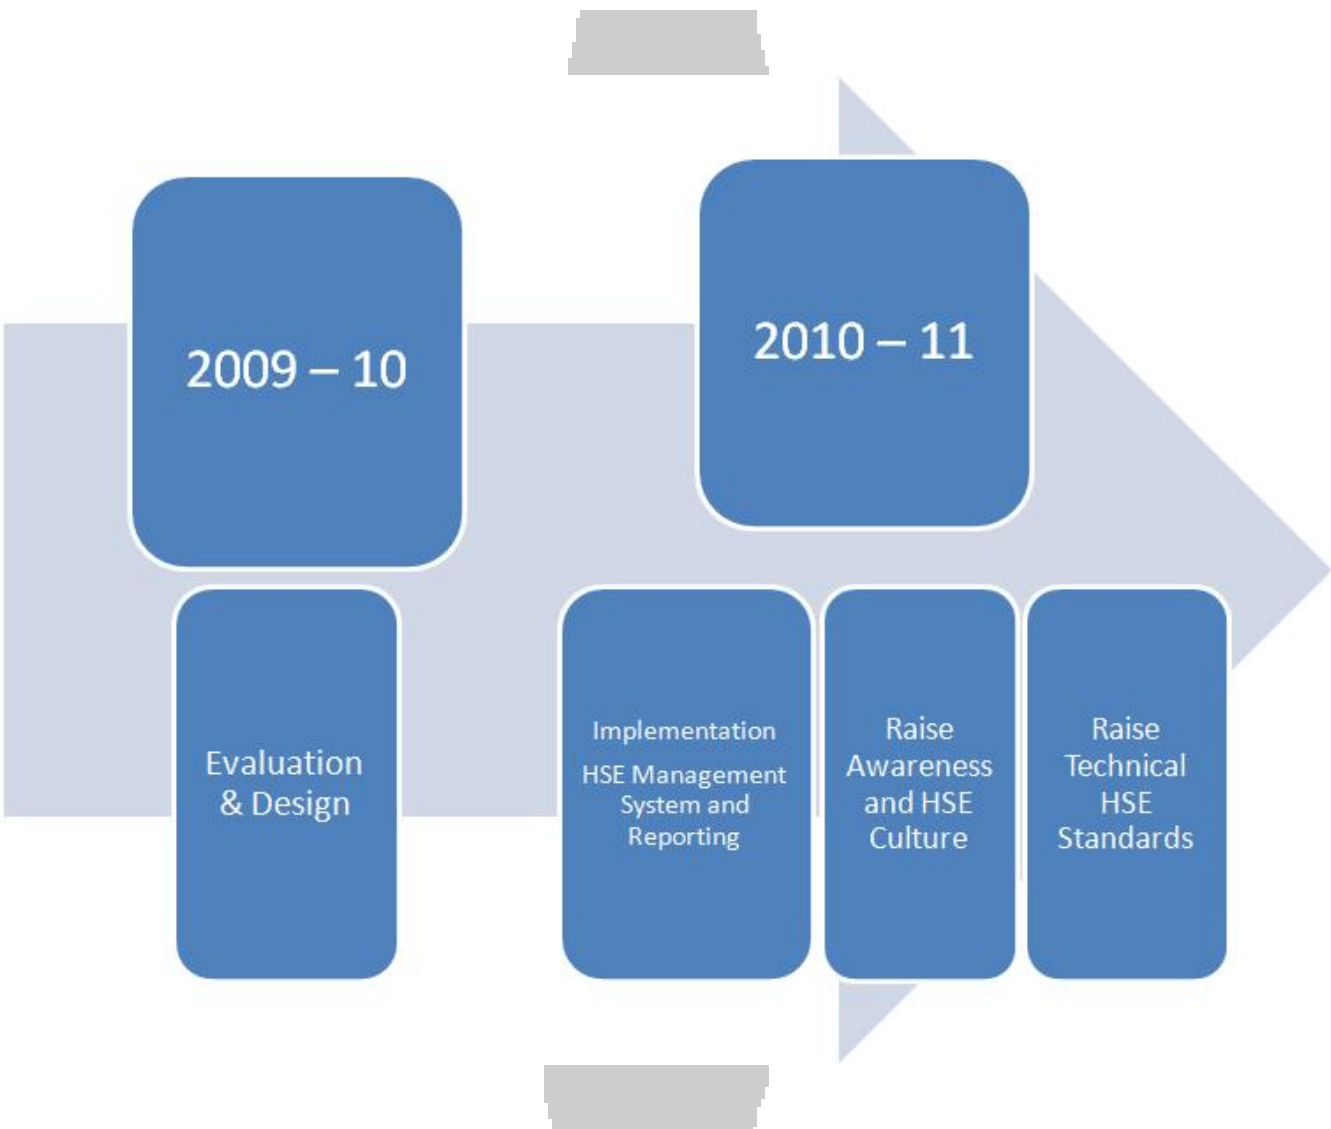 2009 – 10
2010 – 11
Evaluation
& Design
Implementation
HSE Management
System and
Reporting
Raise
Awareness
and HSE
Culture
Raise
Technical
HSE
Standards